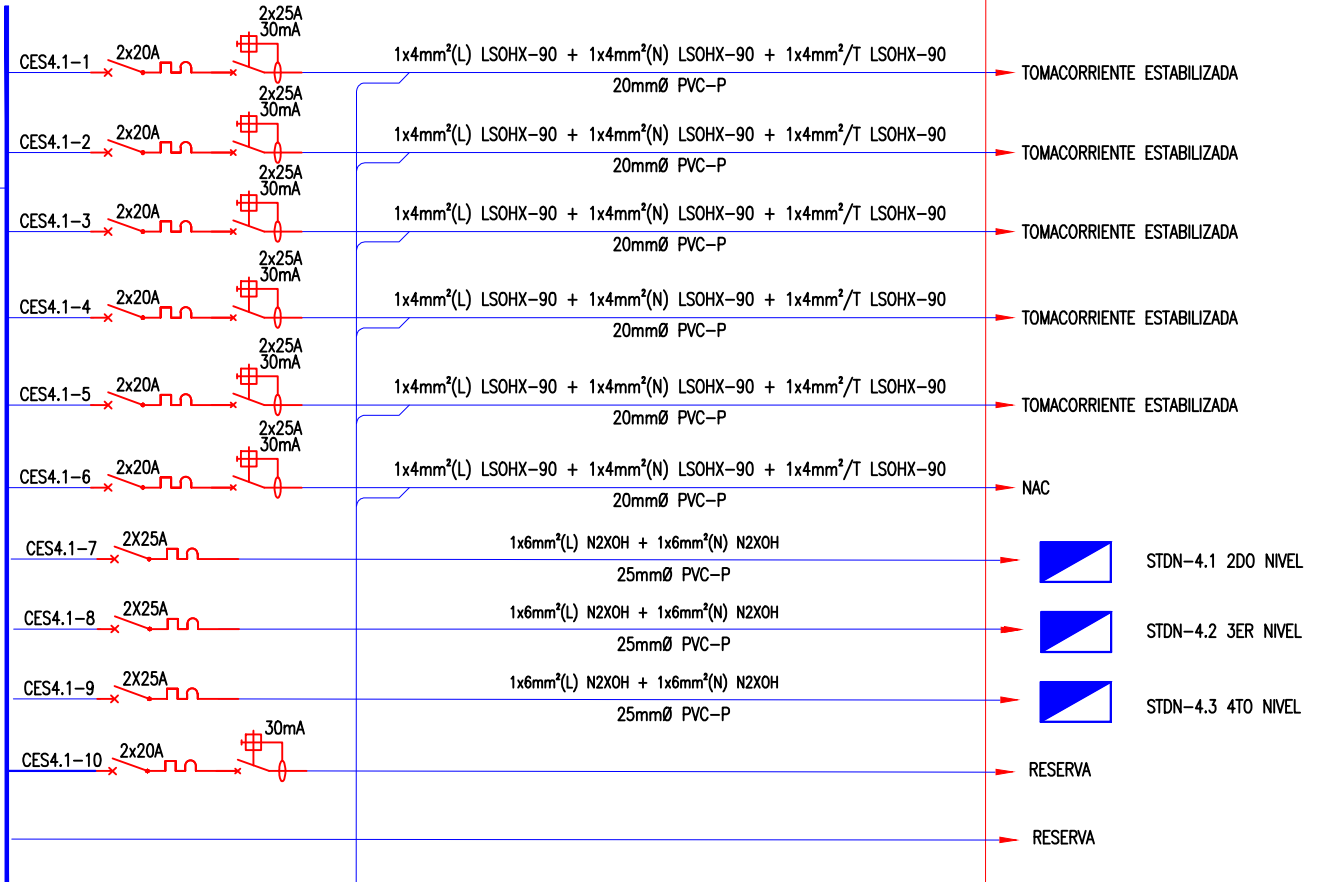 2x25A
30mA
CES4.1-1
2x20A
1x4mm²(L) LSOHX-90 + 1x4mm²(N) LSOHX-90 + 1x4mm²/T LSOHX-90
20mmØ PVC-P
TOMACORRIENTE ESTABILIZADA
2x25A
30mA
CES4.1-2
2x20A
1x4mm²(L) LSOHX-90 + 1x4mm²(N) LSOHX-90 + 1x4mm²/T LSOHX-90
20mmØ PVC-P
TOMACORRIENTE ESTABILIZADA
2x25A
30mA
CES4.1-3
2x20A
1x4mm²(L) LSOHX-90 + 1x4mm²(N) LSOHX-90 + 1x4mm²/T LSOHX-90
20mmØ PVC-P
TOMACORRIENTE ESTABILIZADA
2x25A
30mA
CES4.1-4
2x20A
1x4mm²(L) LSOHX-90 + 1x4mm²(N) LSOHX-90 + 1x4mm²/T LSOHX-90
20mmØ PVC-P
TOMACORRIENTE ESTABILIZADA
2x25A
30mA
CES4.1-5
2x20A
1x4mm²(L) LSOHX-90 + 1x4mm²(N) LSOHX-90 + 1x4mm²/T LSOHX-90
20mmØ PVC-P
TOMACORRIENTE ESTABILIZADA
2x25A
30mA
CES4.1-6
2x20A
1x4mm²(L) LSOHX-90 + 1x4mm²(N) LSOHX-90 + 1x4mm²/T LSOHX-90
20mmØ PVC-P
NAC
CES4.1-7
2X25A
1x6mm²(L) N2XOH + 1x6mm²(N) N2XOH
25mmØ PVC-P
STDN-4.1 2DO NIVEL
CES4.1-8
2X25A
1x6mm²(L) N2XOH + 1x6mm²(N) N2XOH
25mmØ PVC-P
STDN-4.2 3ER NIVEL
CES4.1-9
2X25A
1x6mm²(L) N2XOH + 1x6mm²(N) N2XOH
25mmØ PVC-P
STDN-4.3 4TO NIVEL
30mA
CES4.1-10
2x20A
RESERVA
RESERVA